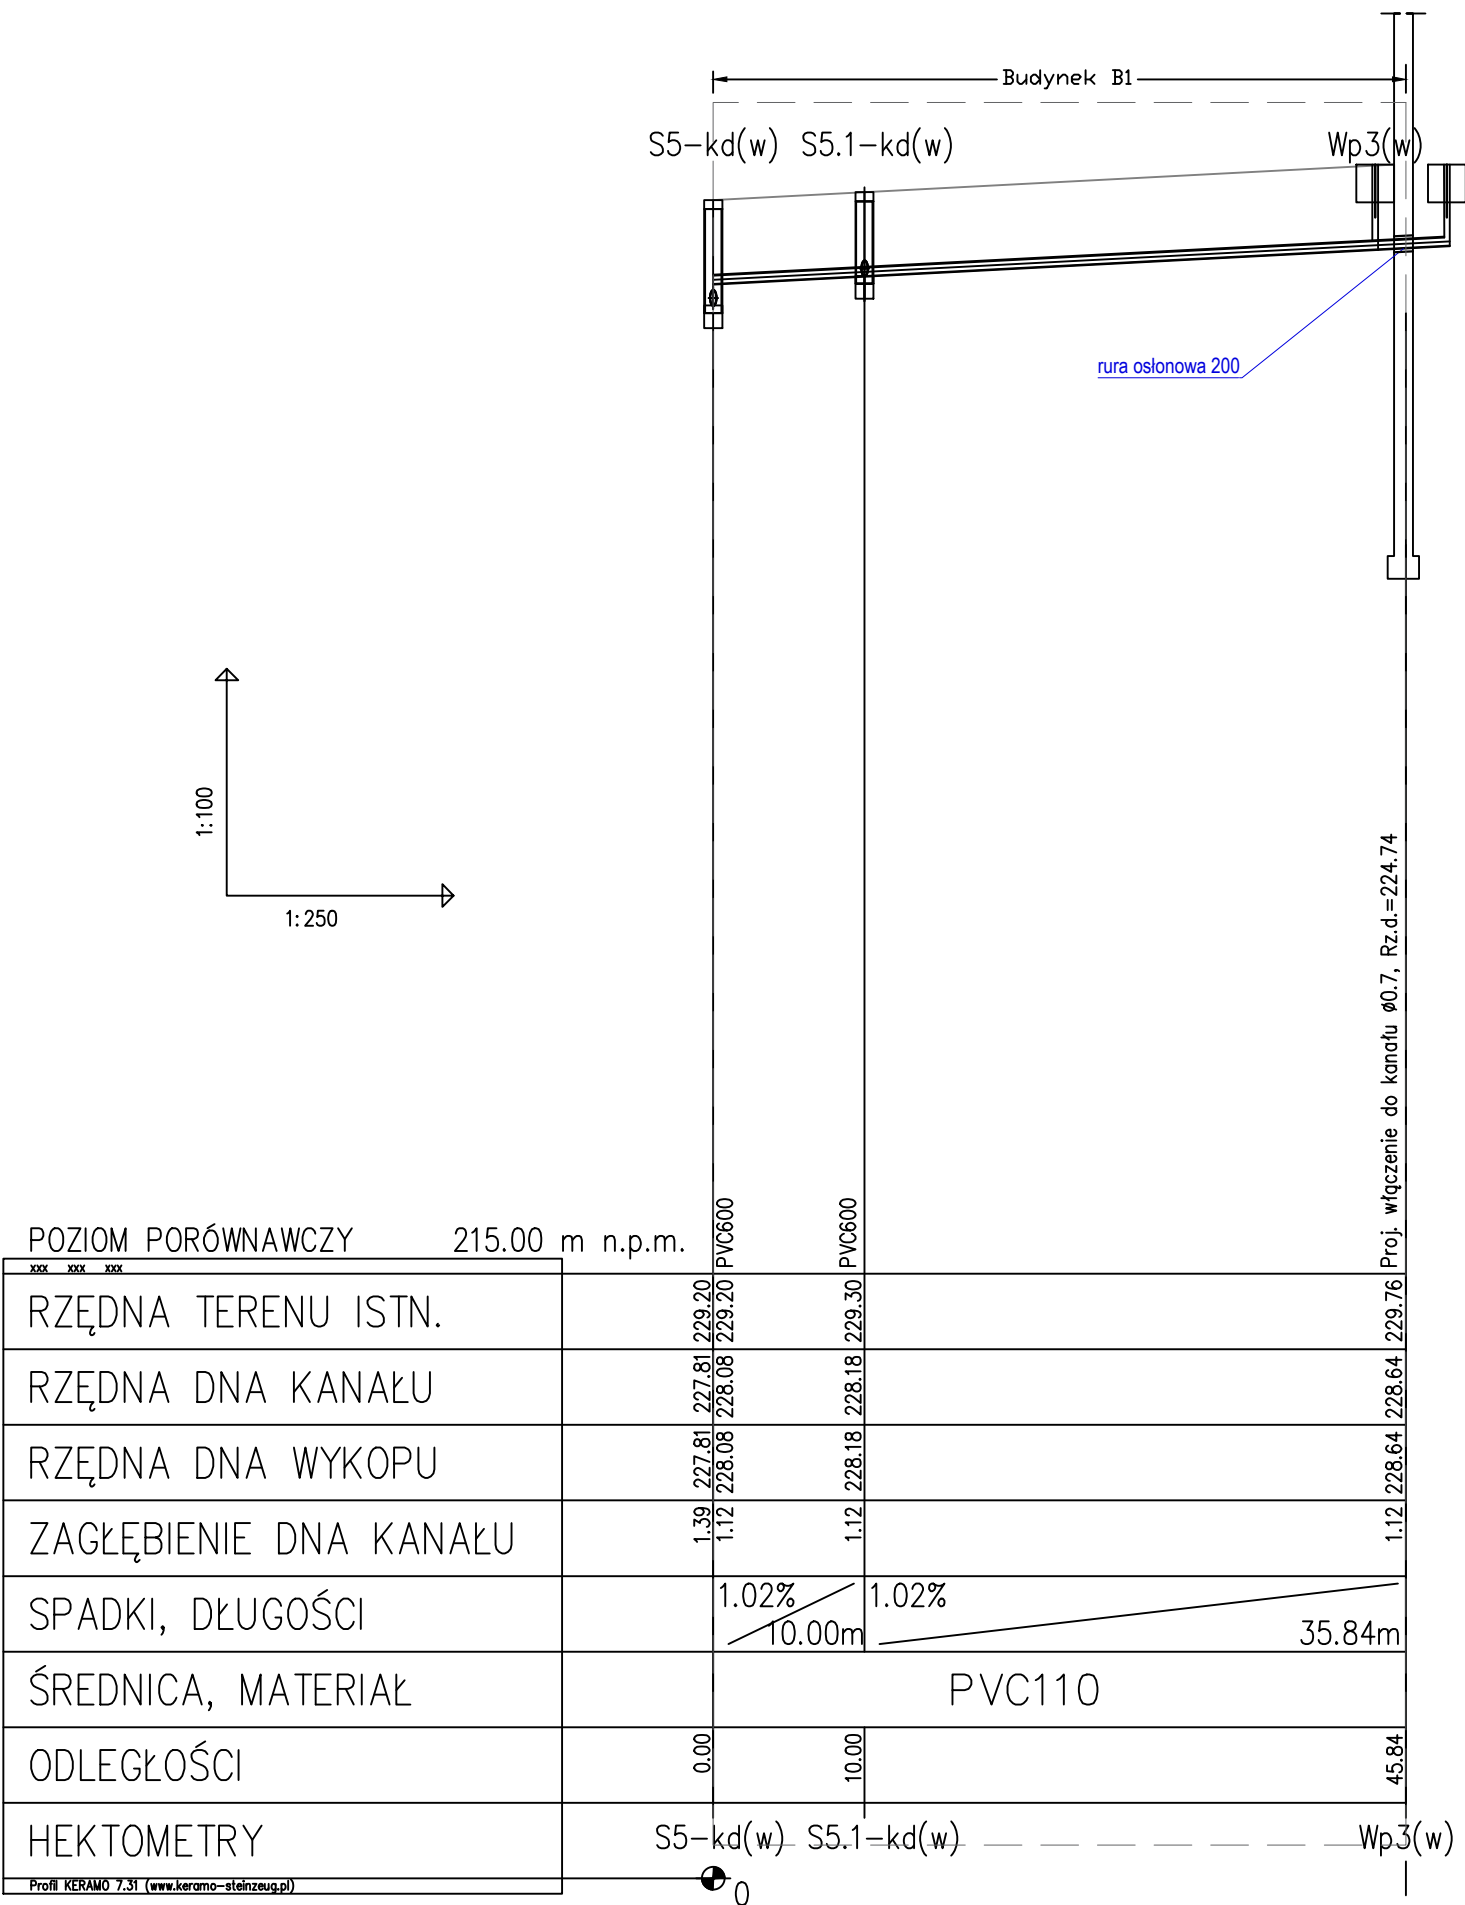 Budynek B1
S5-kd(w) S5.1-kd(w) Wp3(w)
rura osłonowa 200
1:100
1:250
PVC600
PVC600
Proj. włączenie do kanału ø0.7, Rz.d.=224.74
POZIOM PORÓWNAWCZY 215.00 m n.p.m.
xxx xxx xxx
RZĘDNA TERENU ISTN. 229.20 229.20 229.30 229.76
RZĘDNA DNA KANAŁU 227.81 228.08 228.18 228.64
RZĘDNA DNA WYKOPU 227.81 228.08 228.18 228.64
ZAGŁĘBIENIE DNA KANAŁU 1.39 1.12 1.12 1.12
SPADKI, DŁUGOŚCI 1.02% 10.00m 1.02% 35.84m
ŚREDNICA, MATERIAŁ PVC110
ODLEGŁOŚCI 0.00 10.00 45.84
HEKTOMETRY S5-kd(w) S5.1-kd(w) Wp3(w)
Profil KERAMO 7.31 (www.keramo-steinzeug.pl) 0